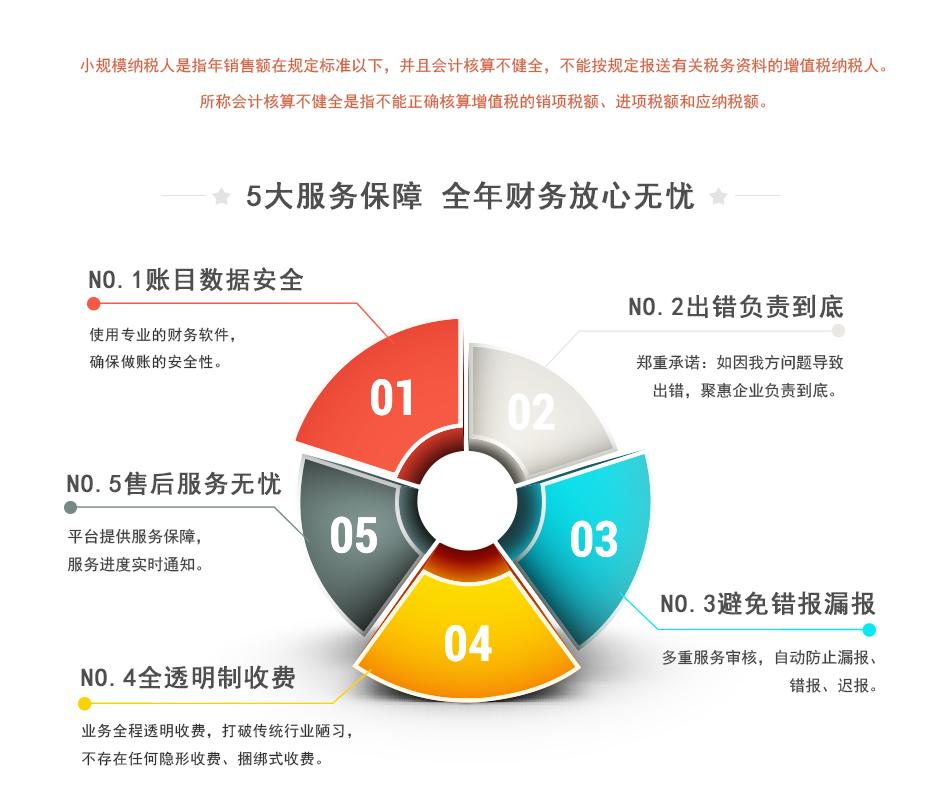 小规模纳税人是指年销售额在规定标准以下，并且会计核算不健全，不能按规定报送有关税务资料的增值税纳税人。
所称会计核算不健全是指不能正确核算增值税的销项税额、进项税额和应纳税额。
5大服务保障 全年财务放心无忧
NO.1账目数据安全
使用专业的财务软件，
确保做账的安全性。
NO.2出错负责到底
郑重承诺：如因我方问题导致
出错，聚惠企业负责到底。
01
02
NO.5售后服务无忧
平台提供服务保障，
服务进度实时通知。
05
03
NO.3避免错报漏报
多重服务审核，自动防止漏报、
错报、迟报。
04
NO.4全透明制收费
业务全程透明收费，打破传统行业陋习，
不存在任何隐形收费、捆绑式收费。